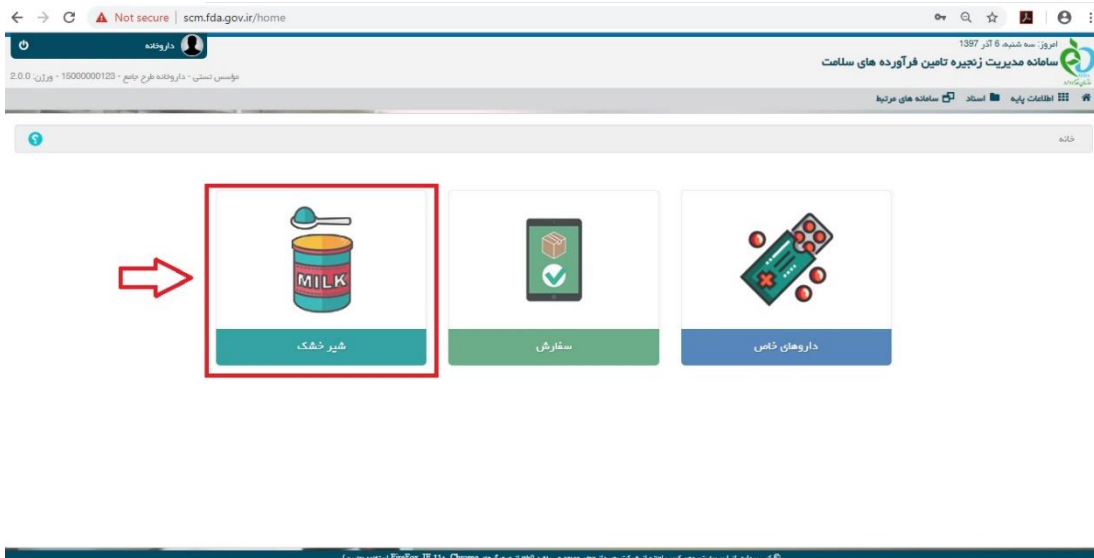 Not secure | scm.fda.gov.ir/home
امروز: سه شنبه، 6 آذر 1397
سامانه مدیریت زنجیره تامین فرآورده های سلامت
داروخانه
مؤسس تستی - داروخانه طرح جامع - 15000000123 - ورژن: 2.0.0
اطلاعات پایه اسناد سامانه های مرتبط
خانه
MILK
داروهای خاص
سفارش
شیر خشک